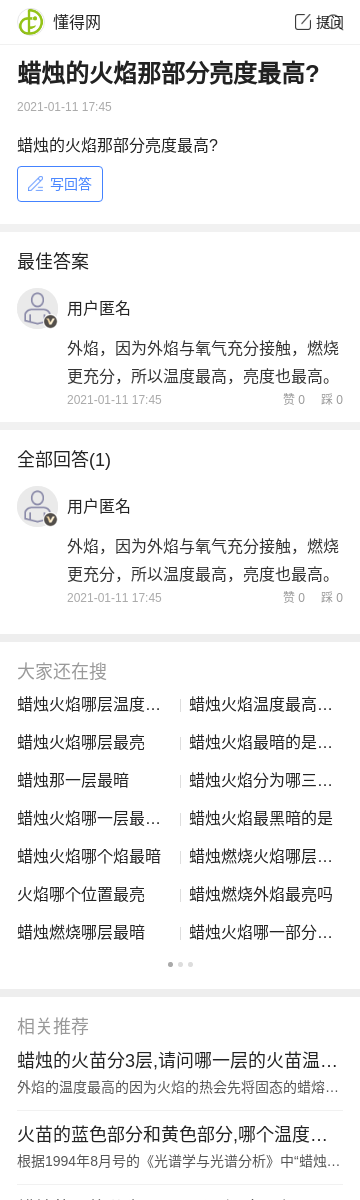 懂得网
提问
蜡烛的火焰那部分亮度最高?
2021-01-11 17:45
蜡烛的火焰那部分亮度最高?
写回答
最佳答案
用户匿名
外焰，因为外焰与氧气充分接触，燃烧
更充分，所以温度最高，亮度也最高。
2021-01-11 17:45 赞 0 踩 0
全部回答(1)
用户匿名
外焰，因为外焰与氧气充分接触，燃烧
更充分，所以温度最高，亮度也最高。
2021-01-11 17:45 赞 0 踩 0
大家还在搜
蜡烛火焰哪层温度… 蜡烛火焰温度最高…
蜡烛火焰哪层最亮 蜡烛火焰最暗的是…
蜡烛那一层最暗 蜡烛火焰分为哪三…
蜡烛火焰哪一层最… 蜡烛火焰最黑暗的是
蜡烛火焰哪个焰最暗 蜡烛燃烧火焰哪层…
火焰哪个位置最亮 蜡烛燃烧外焰最亮吗
蜡烛燃烧哪层最暗 蜡烛火焰哪一部分…
相关推荐
蜡烛的火苗分3层,请问哪一层的火苗温…
外焰的温度最高的因为火焰的热会先将固态的蜡熔…
火苗的蓝色部分和黄色部分,哪个温度…
根据1994年8月号的《光谱学与光谱分析》中“蜡烛…